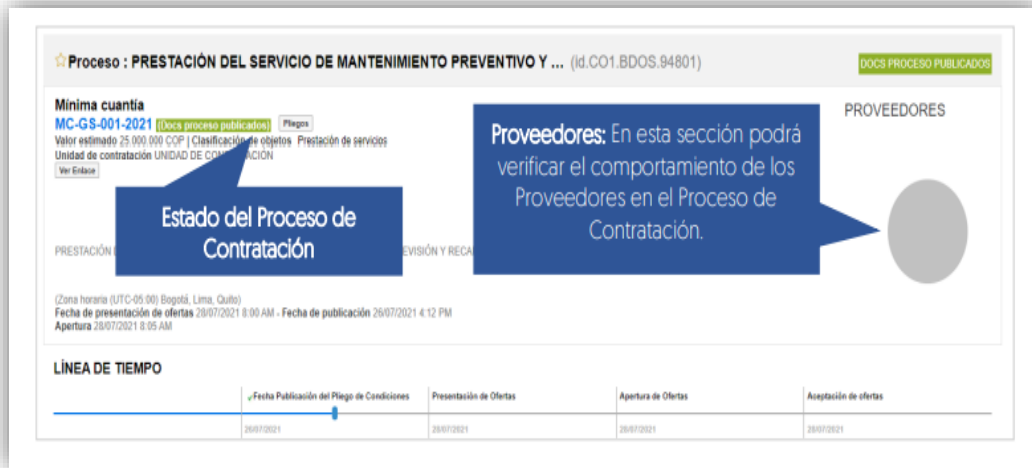 Proceso : PRESTACIÓN DEL SERVICIO DE MANTENIMIENTO PREVENTIVO Y ... (id.CO1.BDOS.94801)
DOCS PROCESO PUBLICADOS
Mínima cuantía
MC-GS-001-2021 (Docs proceso publicados) Pliegos
Valor estimado 25.000.000 COP | Clasificación de objetos Prestación de servicios
Unidad de contratación UNIDAD DE CONTRATACIÓN
Ver Enlace
PROVEEDORES
Proveedores: En esta sección podrá
verificar el comportamiento de los
Proveedores en el Proceso de
Contratación.
Estado del Proceso de
Contratación
PRESTACIÓN
(Zona horaria (UTC-05:00) Bogotá, Lima, Quito)
Fecha de presentación de ofertas 28/07/2021 8:00 AM - Fecha de publicación 26/07/2021 4:12 PM
Apertura 28/07/2021 8:05 AM
LÍNEA DE TIEMPO
Fecha Publicación del Pliego de Condiciones
Presentación de Ofertas
Apertura de Ofertas
Aceptación de ofertas
26/07/2021
28/07/2021
28/07/2021
28/07/2021